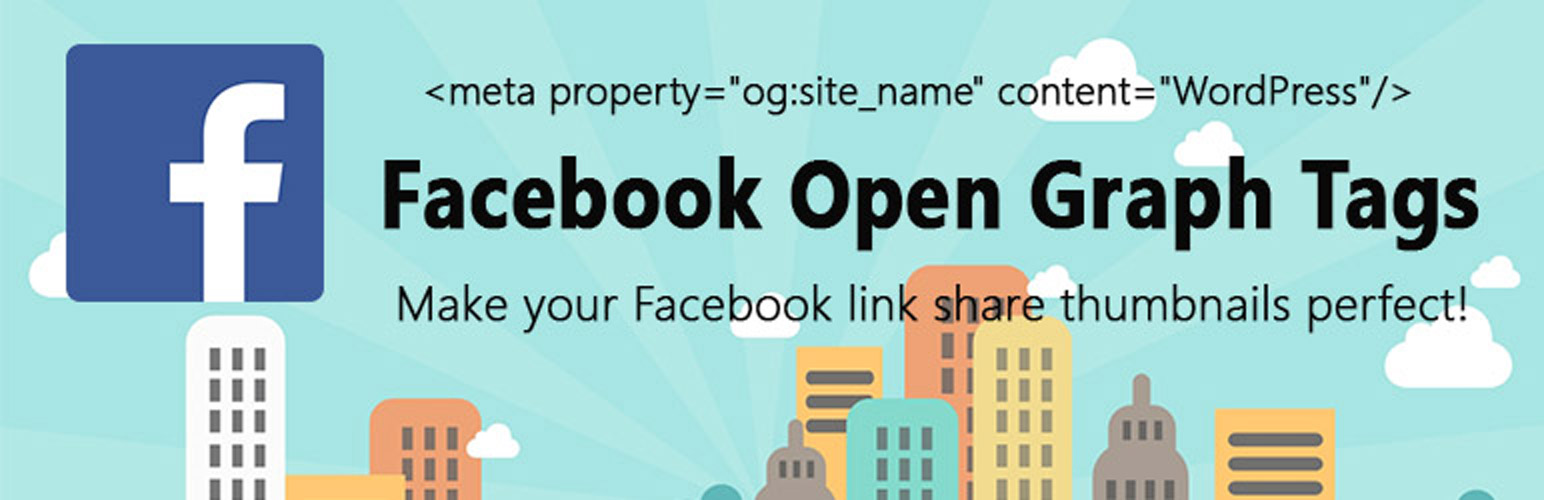 <meta property="og:site_name" content="WordPress"/>
Facebook Open Graph Tags
Make your Facebook link share thumbnails perfect!